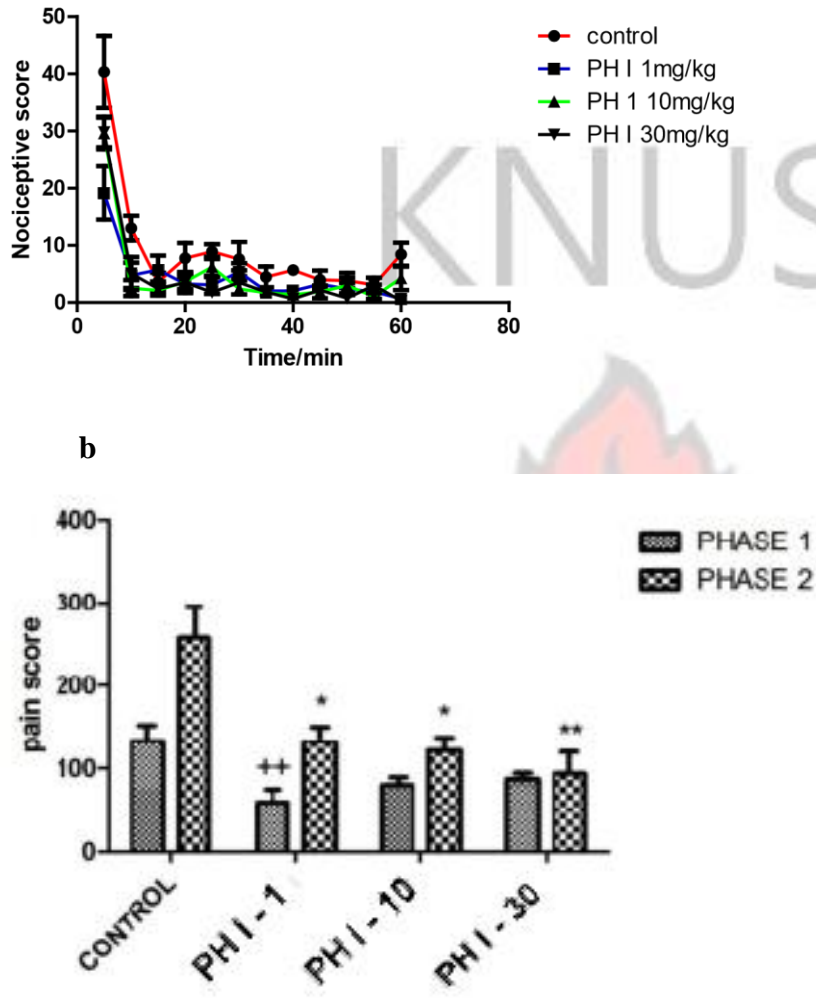 50
40
30
20
10
0
Nociceptive score
0 20 40 60 80
Time/min
control
PH I 1mg/kg
PH 1 10mg/kg
PH I 30mg/kg
KNUS
b
400
300
200
100
0
pain score
++
*
*
**
CONTROL
PH I - 1
PH I - 10
PH I - 30
PHASE 1
PHASE 2